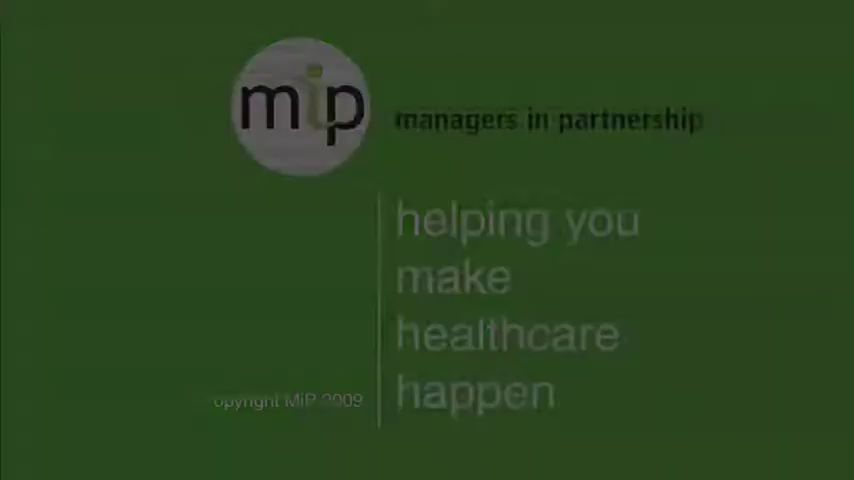 mip
managers in partnership
helping you
make
healthcare
happen
opyright MiP 2009